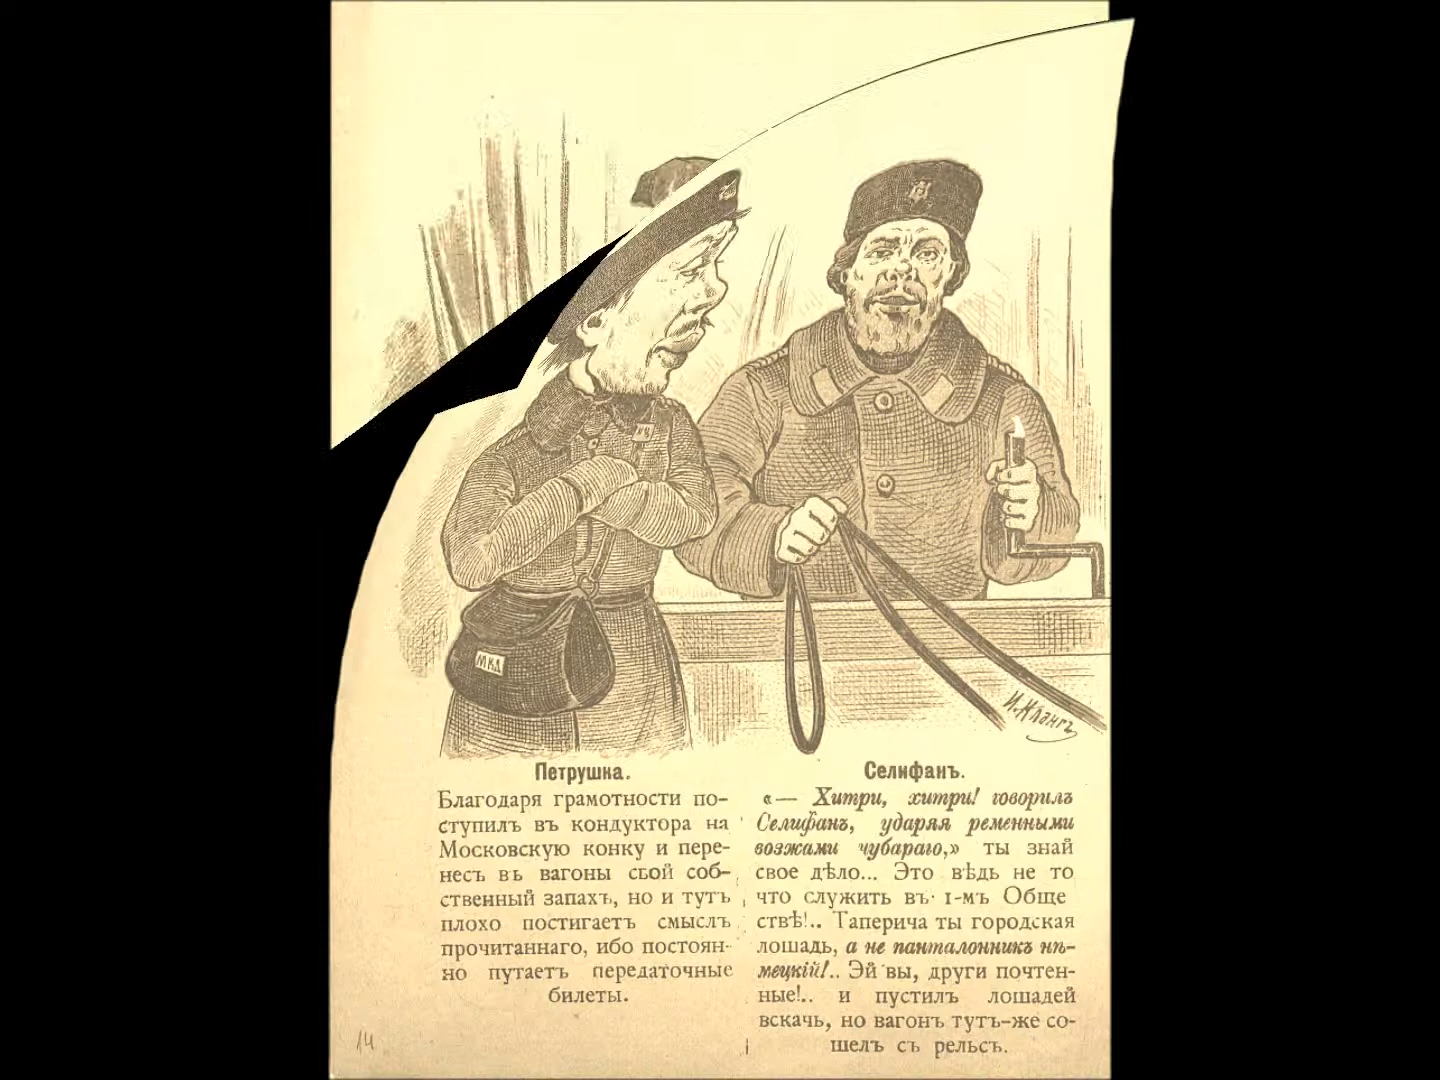 МКД
И. Клангъ
Петрушка.
Благодаря грамотности по-
ступилъ въ кондуктора на
Московскую конку и пере-
несъ въ вагоны свой соб-
ственный запахъ, но и тутъ
плохо постигаетъ смыслъ
прочитаннаго, ибо постоян-
но путаетъ передаточные
билеты.
Селифанъ.
«— Хитри, хитри! говорилъ
Селифанъ, ударяя ременными
возжами чубараго,» ты знай
свое дѣло... Это вѣдь не то
что служить въ 1-мъ Обще
ствѣ!.. Таперича ты городская
лошадь, а не панталонникъ нѣ-
мецкій!.. Эй вы, други почтен-
ные!.. и пустилъ лошадей
вскачь, но вагонъ тутъ-же со-
шелъ съ рельсъ.
14